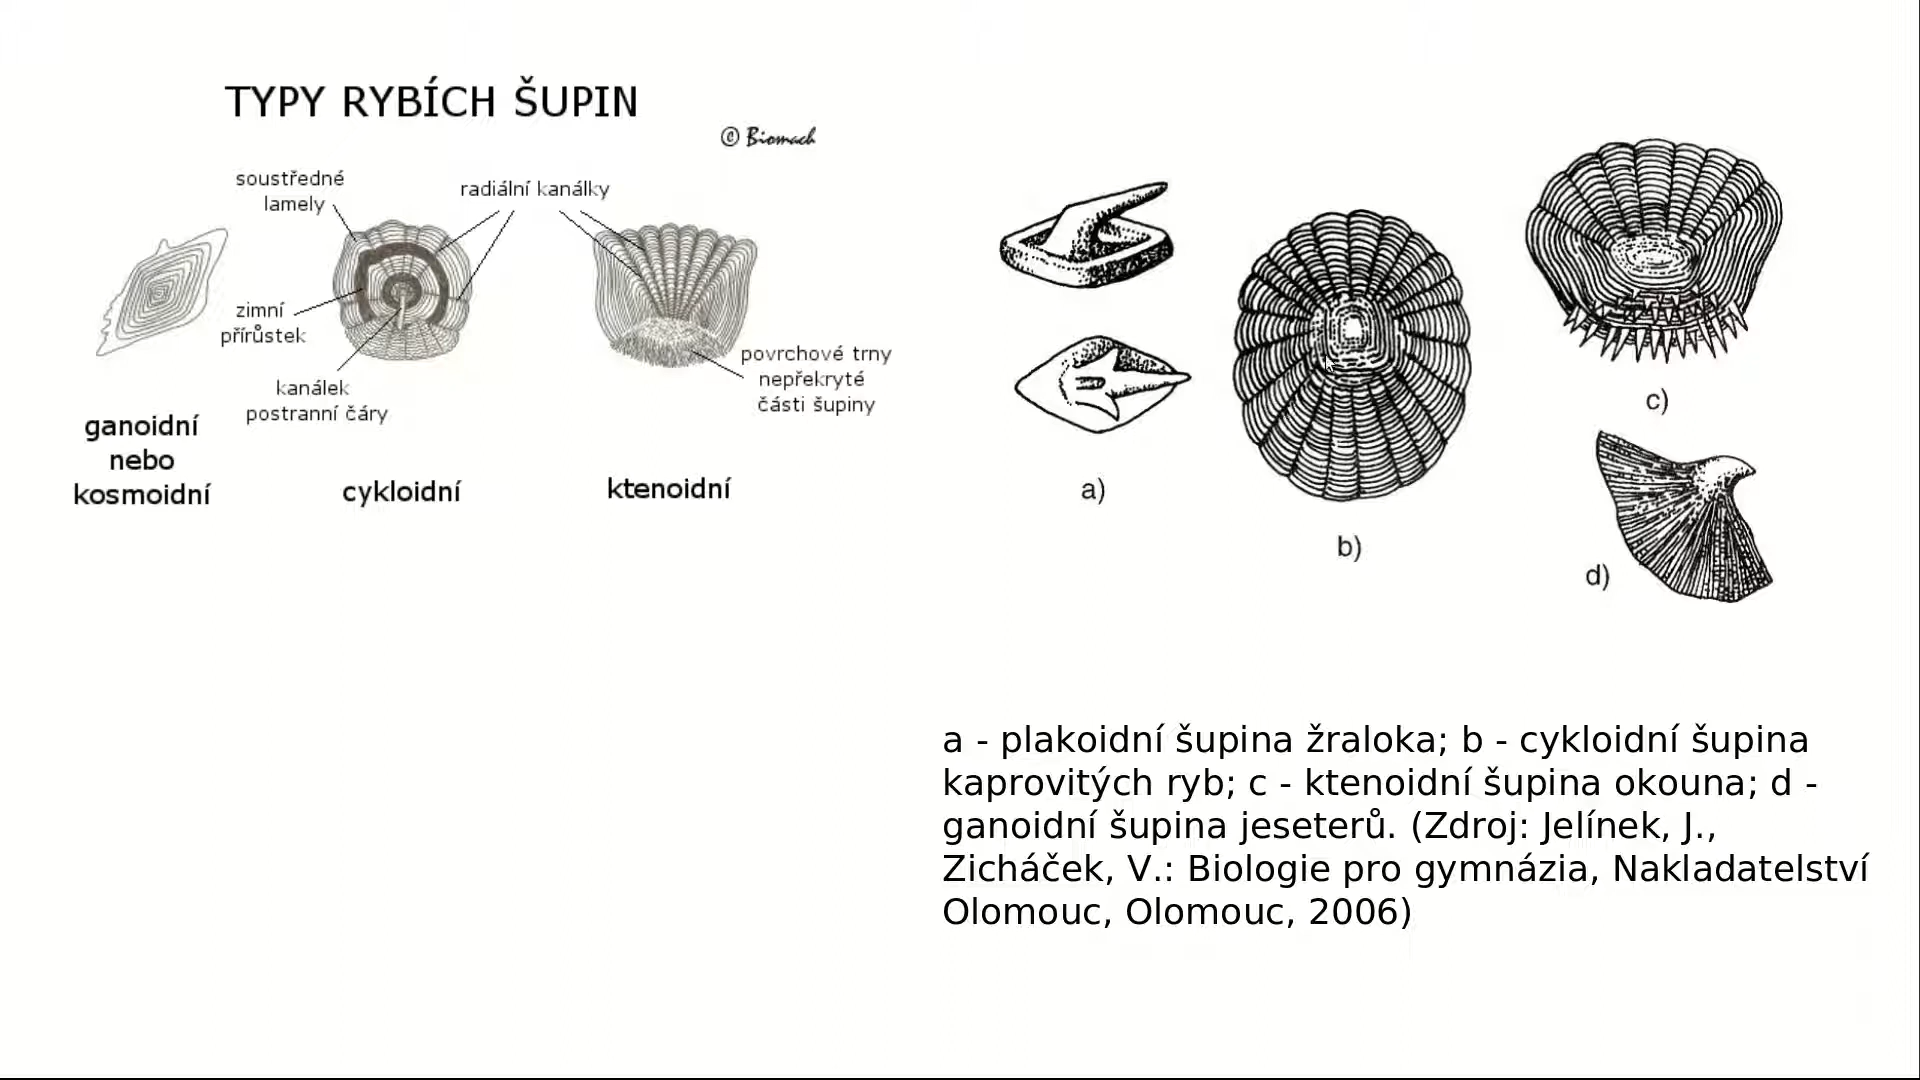 TYPY RYBÍCH ŠUPIN
© Biomach
soustředné
lamely
radiální kanálky
zimní
přírůstek
kanálek
postranní čáry
povrchové trny
nepřekryté
části šupiny
ganoidní
nebo
kosmoidní
cykloidní
ktenoidní
a)
b)
c)
d)
a - plakoidní šupina žraloka; b - cykloidní šupina
kaprovitých ryb; c - ktenoidní šupina okouna; d -
ganoidní šupina jeseterů. (Zdroj: Jelínek, J.,
Zicháček, V.: Biologie pro gymnázia, Nakladatelství
Olomouc, Olomouc, 2006)